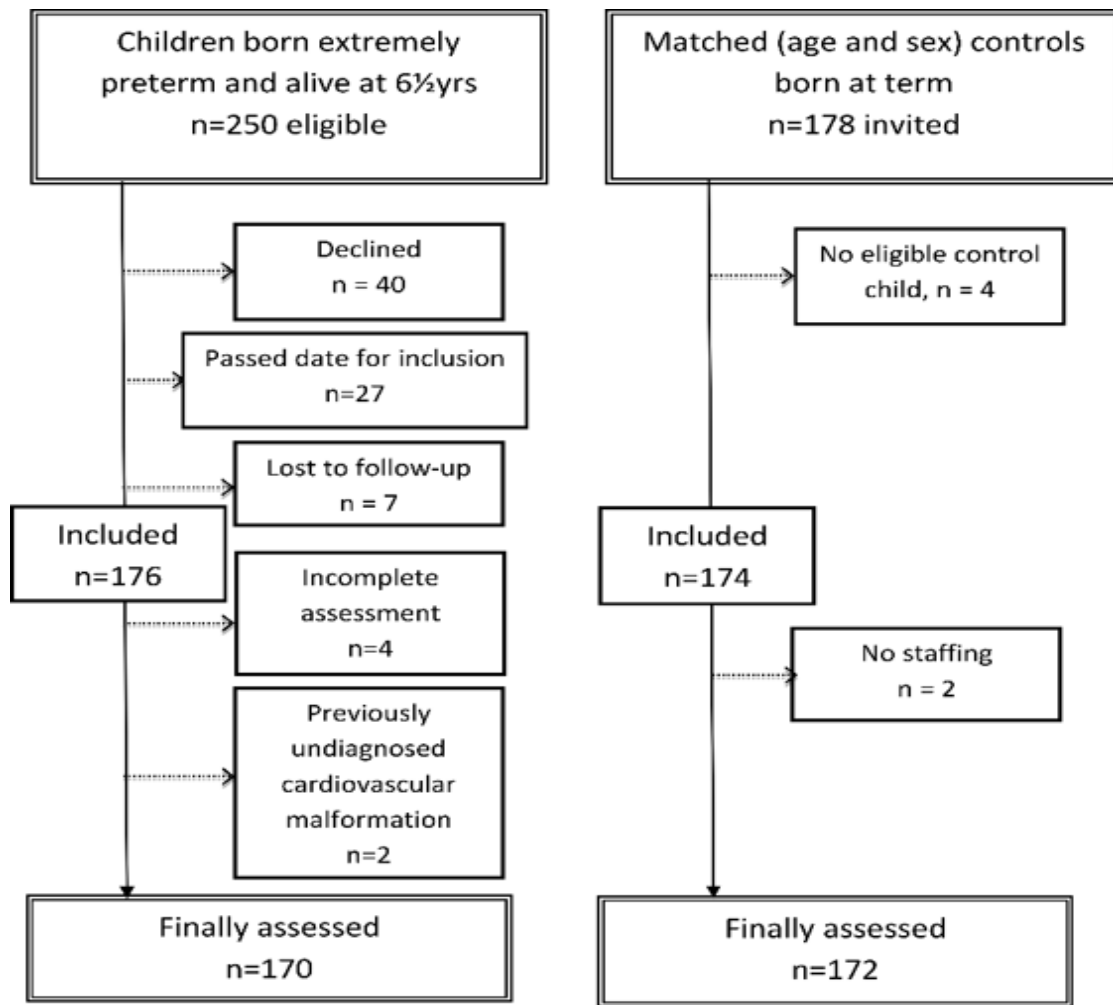 Children born extremely
preterm and alive at 6½yrs
n=250 eligible
Declined
n = 40
Passed date for inclusion
n=27
Lost to follow-up
n = 7
Included
n=176
Incomplete
assessment
n=4
Previously
undiagnosed
cardiovascular
malformation
n=2
Finally assessed
n=170
Matched (age and sex) controls
born at term
n=178 invited
No eligible control
child, n = 4
Included
n=174
No staffing
n = 2
Finally assessed
n=172